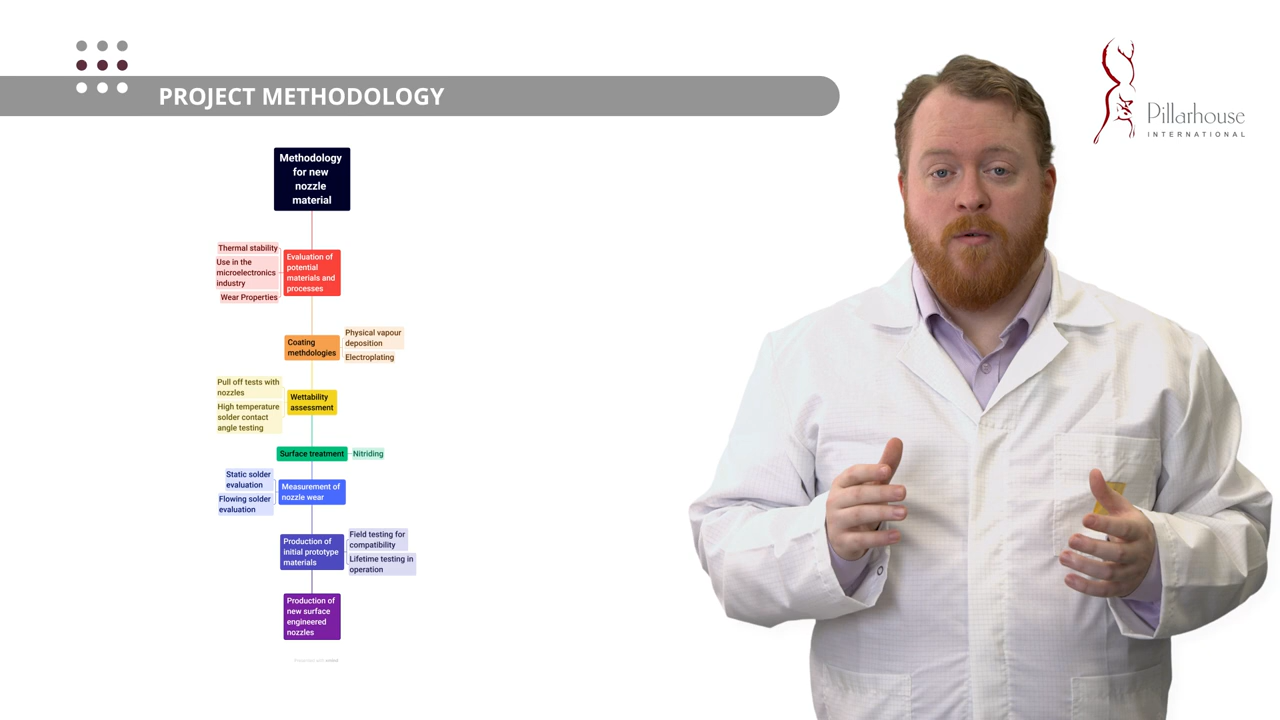 PROJECT METHODOLOGY
Pillarhouse
INTERNATIONAL
Methodology
for new
nozzle
material
Thermal stability
Use in the
microelectronics
industry
Wear Properties
Evaluation of
potential
materials and
processes
Coating
methdologies
Physical vapour
deposition
Electroplating
Pull off tests with
nozzles
High temperature
solder contact
angle testing
Wettability
assessment
Surface treatment
Nitriding
Static solder
evaluation
Flowing solder
evaluation
Measurement of
nozzle wear
Production of
initial prototype
materials
Field testing for
compatibility
Lifetime testing in
operation
Production of
new surface
engineered
nozzles